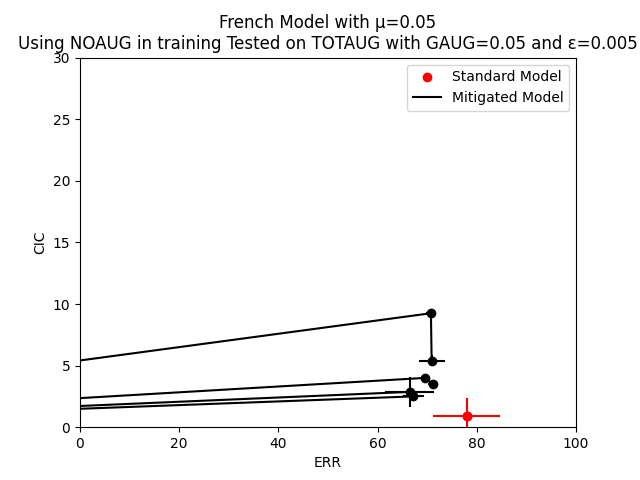 French Model with μ=0.05
Using NOAUG in training Tested on TOTAUG with GAUG=0.05 and ε=0.005
Standard Model
Mitigated Model
30
25
20
15
10
5
0
CIC
0 20 40 60 80 100
ERR